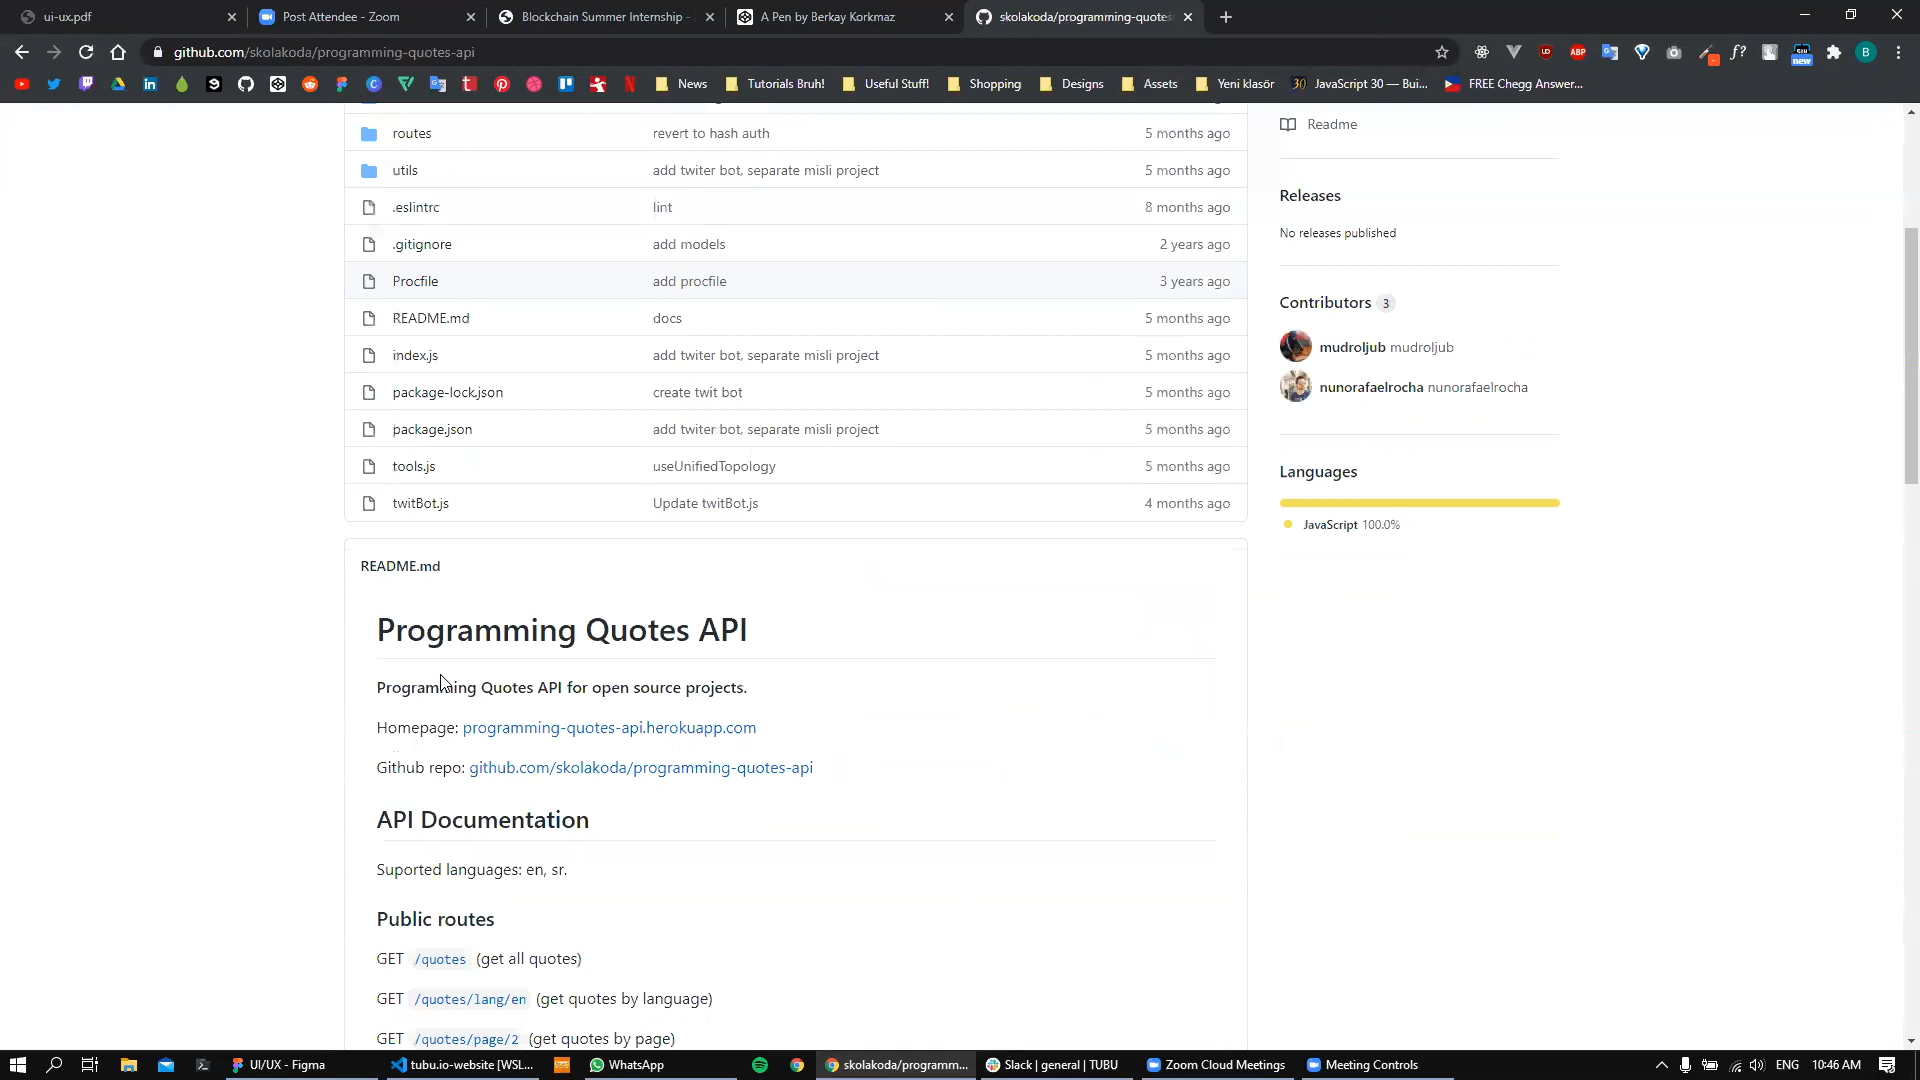 ui-ux.pdf
Post Attendee - Zoom
Blockchain Summer Internship -
A Pen by Berkay Korkmaz
skolakoda/programming-quotes
github.com/skolakoda/programming-quotes-api
News
Tutorials Bruh!
Useful Stuff!
Shopping
Designs
Assets
Yeni klasör
JavaScript 30 — Bui...
FREE Chegg Answer...
routes revert to hash auth 5 months ago
utils add twiter bot, separate misli project 5 months ago
.eslintrc lint 8 months ago
.gitignore add models 2 years ago
Procfile add procfile 3 years ago
README.md docs 5 months ago
index.js add twiter bot, separate misli project 5 months ago
package-lock.json create twit bot 5 months ago
package.json add twiter bot, separate misli project 5 months ago
tools.js useUnifiedTopology 5 months ago
twitBot.js Update twitBot.js 4 months ago
Readme
Releases
No releases published
Contributors 3
mudroljub mudroljub
nunorafaelrocha nunorafaelrocha
Languages
JavaScript 100.0%
README.md
Programming Quotes API
Programming Quotes API for open source projects.
Homepage: programming-quotes-api.herokuapp.com
Github repo: github.com/skolakoda/programming-quotes-api
API Documentation
Suported languages: en, sr.
Public routes
GET /quotes (get all quotes)
GET /quotes/lang/en (get quotes by language)
GET /quotes/page/2 (get quotes by page)
UI/UX - Figma
tubu.io-website [WSL...
WhatsApp
skolakoda/programm...
Slack | general | TUBU
Zoom Cloud Meetings
Meeting Controls
ENG
10:46 AM